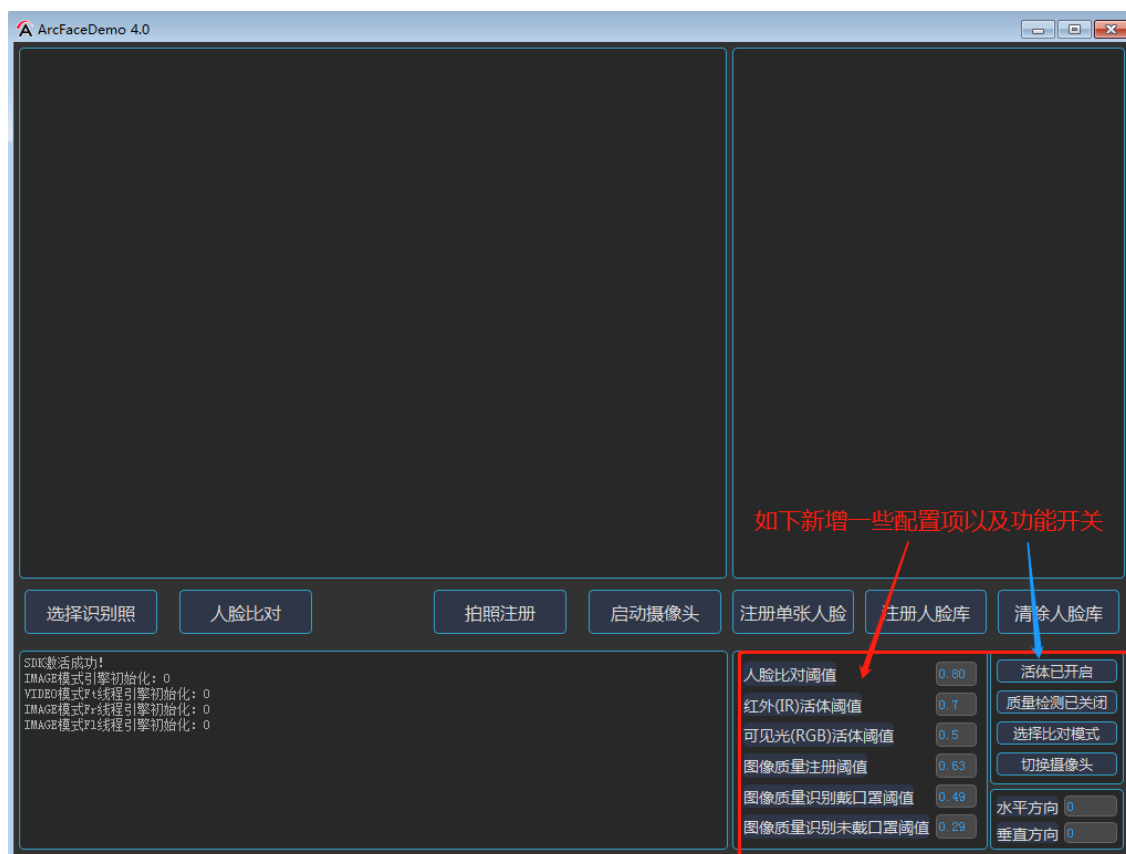 ArcFaceDemo 4.0
如下新增一些配置项以及功能开关
选择识别照
人脸比对
拍照注册
启动摄像头
注册单张人脸
注册人脸库
清除人脸库
SDK激活成功!
IMAGE模式引擎初始化: 0
VIDEO模式Ft线程引擎初始化: 0
IMAGE模式Fr线程引擎初始化: 0
IMAGE模式Fl线程引擎初始化: 0
人脸比对阈值 0.80
红外(IR)活体阈值 0.7
可见光(RGB)活体阈值 0.5
图像质量注册阈值 0.63
图像质量识别戴口罩阈值 0.49
图像质量识别未戴口罩阈值 0.29
活体已开启
质量检测已关闭
选择比对模式
切换摄像头
水平方向 0
垂直方向 0